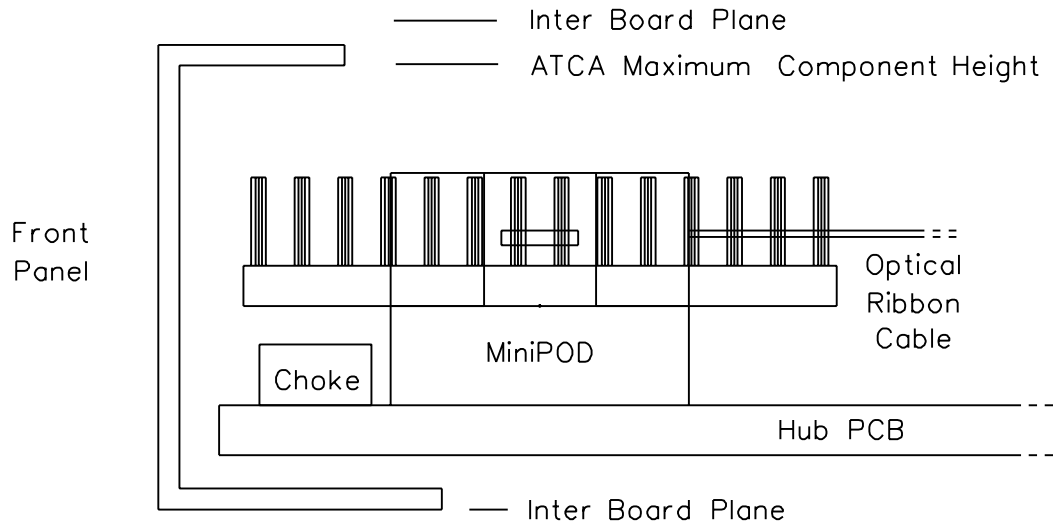 Inter Board Plane
ATCA Maximum Component Height
Front
Panel
Optical
Ribbon
Cable
MiniPOD
Choke
Hub PCB
Inter Board Plane